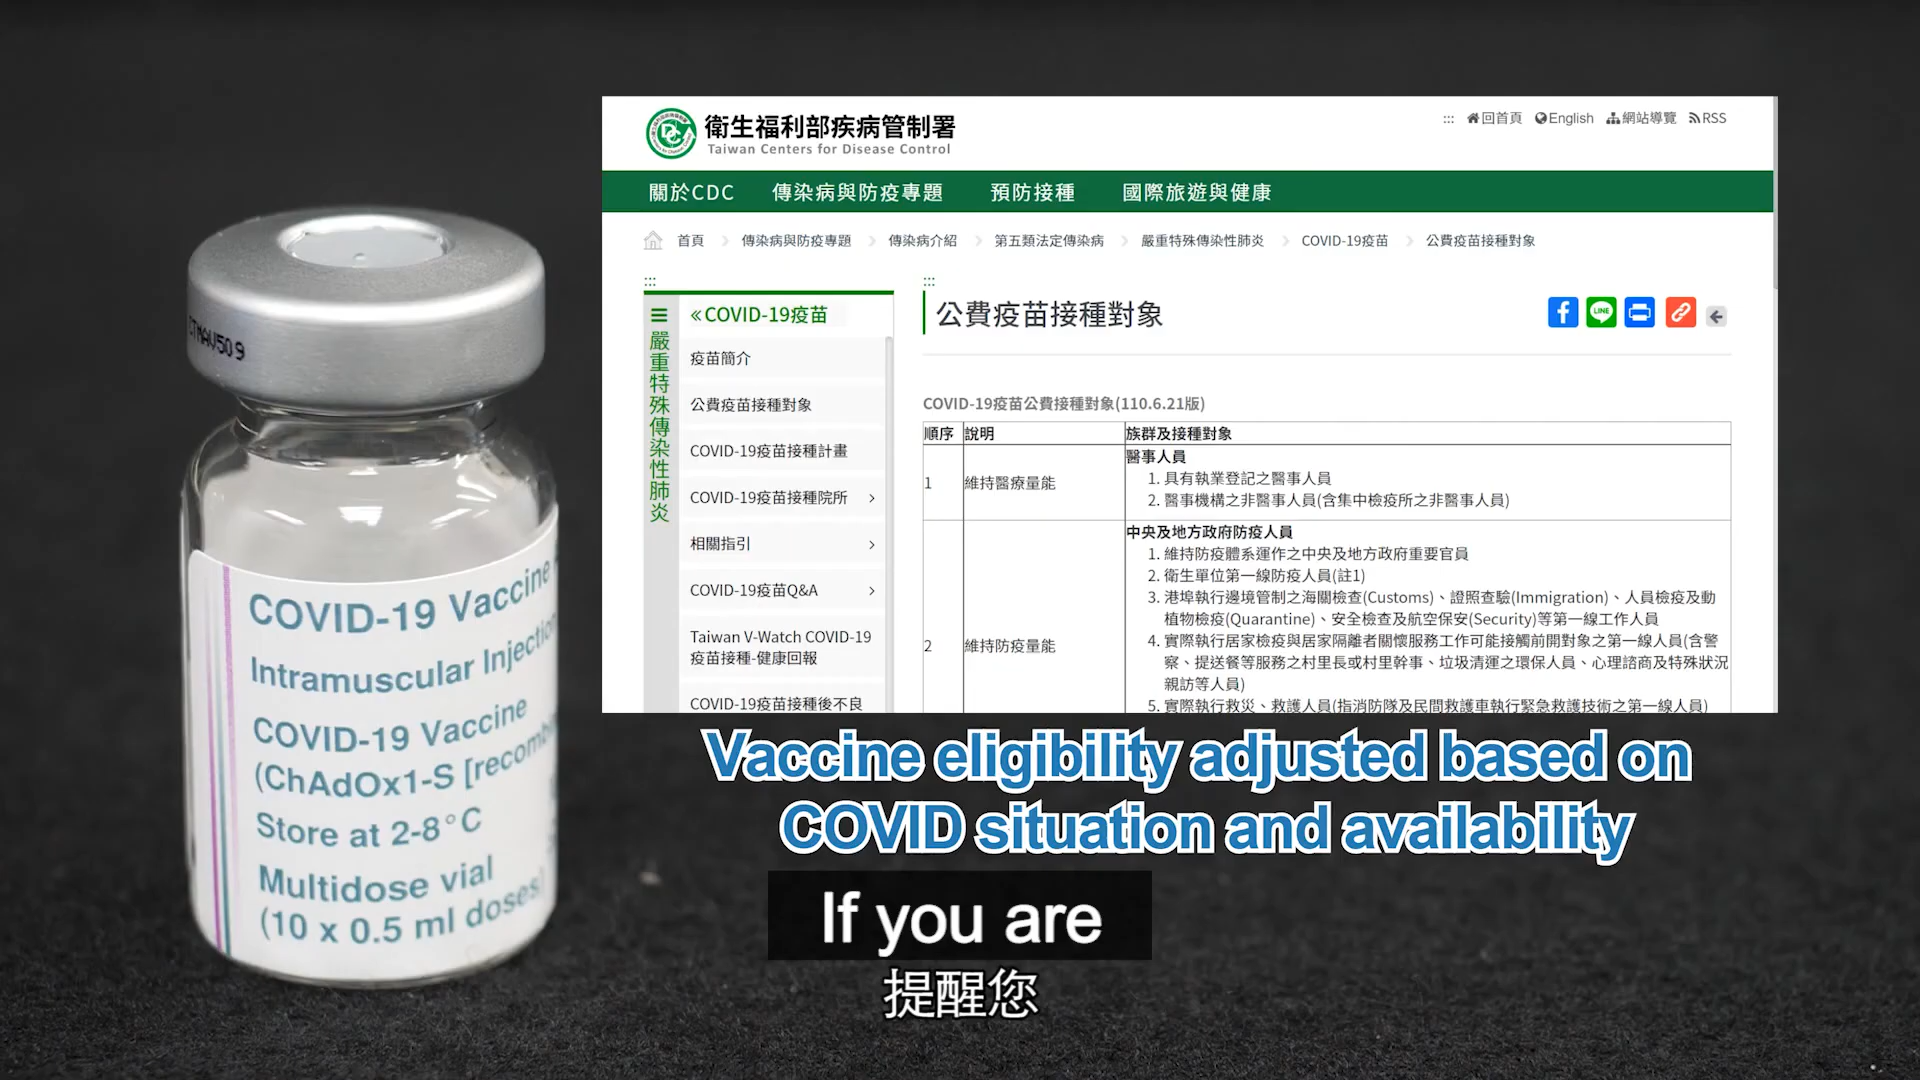 CTMAV509
COVID-19 Vaccine
Intramuscular Injection
COVID-19 Vaccine
(ChAdOx1-S [recombi
Store at 2-8°C
Multidose vial
(10 x 0.5 ml doses)
衛生福利部疾病管制署
Taiwan Centers for Disease Control
::: 回首頁 English 網站導覽 RSS
關於CDC 傳染病與防疫專題 預防接種 國際旅遊與健康
首頁 傳染病與防疫專題 傳染病介紹 第五類法定傳染病 嚴重特殊傳染性肺炎 COVID-19疫苗 公費疫苗接種對象
:::
嚴重特殊傳染性肺炎
«COVID-19疫苗
疫苗簡介
公費疫苗接種對象
COVID-19疫苗接種計畫
COVID-19疫苗接種院所
相關指引
COVID-19疫苗Q&A
Taiwan V-Watch COVID-19
疫苗接種-健康回報
COVID-19疫苗接種後不良
:::
公費疫苗接種對象
LINE
COVID-19疫苗公費接種對象(110.6.21版)
順序 說明 族群及接種對象
1 維持醫療量能 醫事人員
1. 具有執業登記之醫事人員
2. 醫事機構之非醫事人員(含集中檢疫所之非醫事人員)
2 維持防疫量能 中央及地方政府防疫人員
1. 維持防疫體系運作之中央及地方政府重要官員
2. 衛生單位第一線防疫人員(註1)
3. 港埠執行邊境管制之海關檢查(Customs)、證照查驗(Immigration)、人員檢疫及動
植物檢疫(Quarantine)、安全檢查及航空保安(Security)等第一線工作人員
4. 實際執行居家檢疫與居家隔離者關懷服務工作可能接觸前開對象之第一線人員(含警
察、提送餐等服務之村里長或村里幹事、垃圾清運之環保人員、心理諮商及特殊狀況
親訪等人員)
5. 實際執行救災、救護人員(指消防隊及民間救護車執行緊急救護技術之第一線人員)
Vaccine eligibility adjusted based on
COVID situation and availability
If you are
提醒您